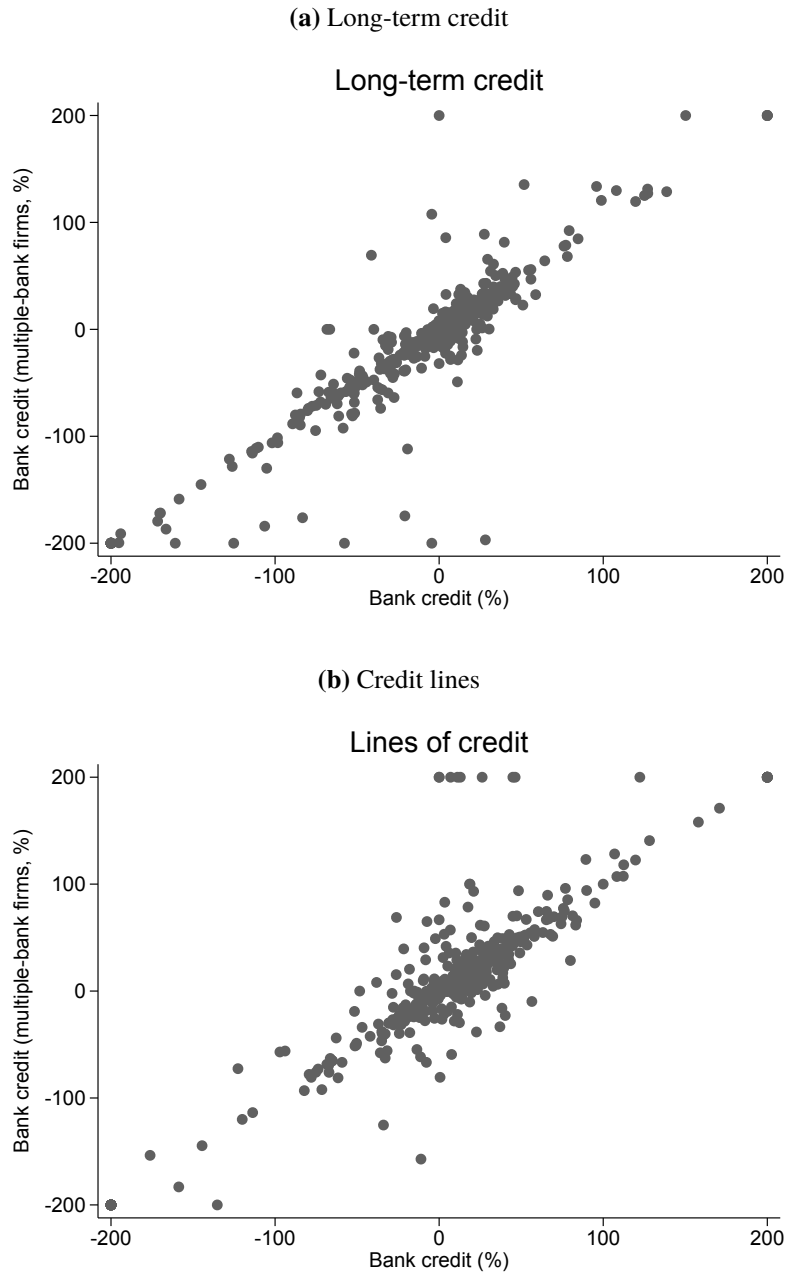 (a) Long-term credit
Long-term credit
Bank credit (multiple-bank firms, %)
200
100
0
-100
-200
-200 -100 0 100 200
Bank credit (%)
(b) Credit lines
Lines of credit
Bank credit (multiple-bank firms, %)
200
100
0
-100
-200
-200 -100 0 100 200
Bank credit (%)